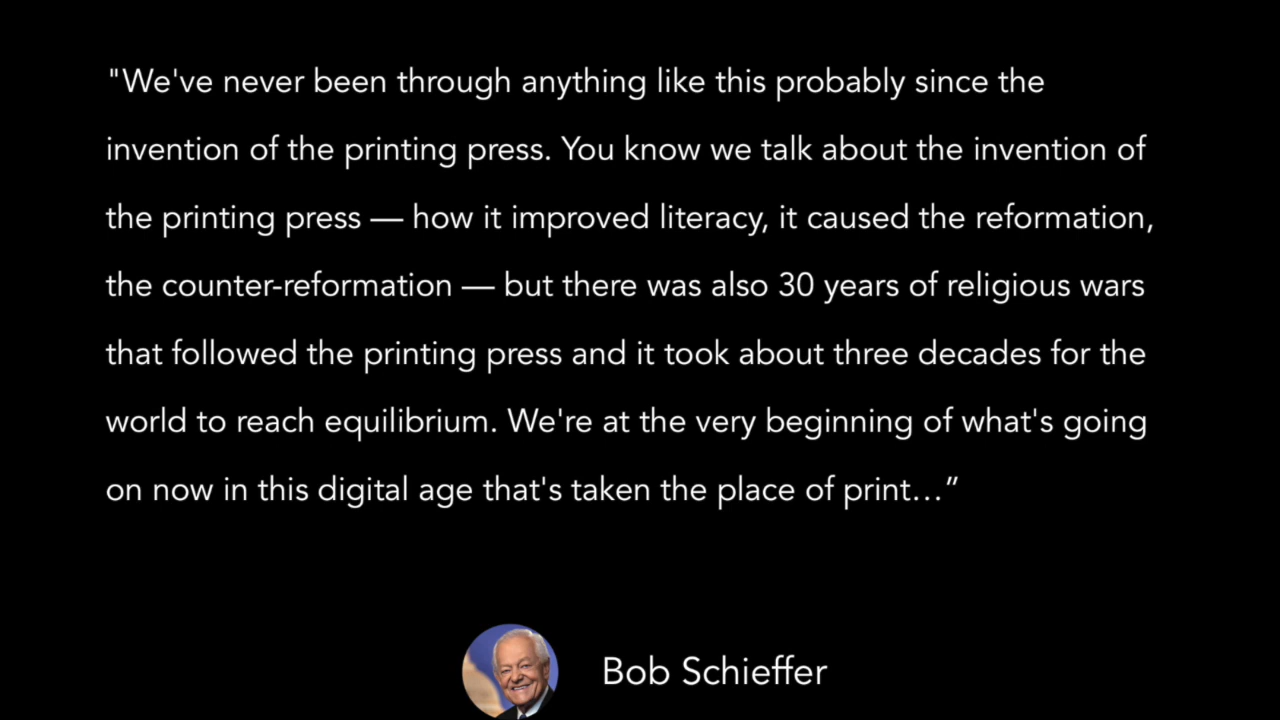 "We've never been through anything like this probably since the
invention of the printing press. You know we talk about the invention of
the printing press — how it improved literacy, it caused the reformation,
the counter-reformation — but there was also 30 years of religious wars
that followed the printing press and it took about three decades for the
world to reach equilibrium. We're at the very beginning of what's going
on now in this digital age that's taken the place of print…”
Bob Schieffer